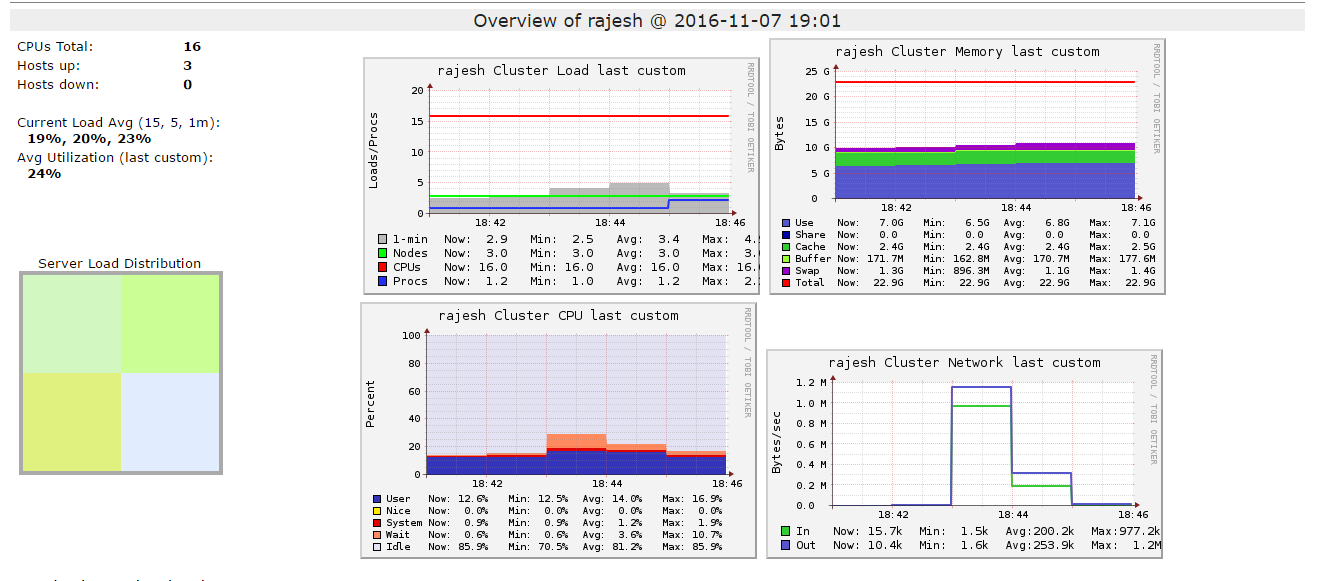 Overview of rajesh @ 2016-11-07 19:01
CPUs Total: 16
Hosts up: 3
Hosts down: 0
Current Load Avg (15, 5, 1m):
19%, 20%, 23%
Avg Utilization (last custom):
24%
Server Load Distribution
rajesh Cluster Load last custom
RRDTOOL / TOBI OETIKER
Loads/Procs
20
15
10
5
0
18:42 18:44 18:46
1-min Now: 2.9 Min: 2.5 Avg: 3.4 Max: 4.
Nodes Now: 3.0 Min: 3.0 Avg: 3.0 Max: 3.
CPUs Now: 16.0 Min: 16.0 Avg: 16.0 Max: 16.
Procs Now: 1.2 Min: 1.0 Avg: 1.2 Max: 2.
rajesh Cluster Memory last custom
RRDTOOL / TOBI OETIKER
Bytes
25 G
20 G
15 G
10 G
5 G
0
18:42 18:44 18:46
Use Now: 7.0G Min: 6.5G Avg: 6.8G Max: 7.1G
Share Now: 0.0 Min: 0.0 Avg: 0.0 Max: 0.0
Cache Now: 2.4G Min: 2.4G Avg: 2.4G Max: 2.5G
Buffer Now: 171.7M Min: 162.8M Avg: 170.7M Max: 177.6M
Swap Now: 1.3G Min: 896.3M Avg: 1.1G Max: 1.4G
Total Now: 22.9G Min: 22.9G Avg: 22.9G Max: 22.9G
rajesh Cluster CPU last custom
RRDTOOL / TOBI OETIKER
Percent
100
80
60
40
20
0
18:42 18:44 18:46
User Now: 12.6% Min: 12.5% Avg: 14.0% Max: 16.9%
Nice Now: 0.0% Min: 0.0% Avg: 0.0% Max: 0.0%
System Now: 0.9% Min: 0.9% Avg: 1.2% Max: 1.9%
Wait Now: 0.6% Min: 0.6% Avg: 3.6% Max: 10.7%
Idle Now: 85.9% Min: 70.5% Avg: 81.2% Max: 85.9%
rajesh Cluster Network last custom
RRDTOOL / TOBI OETIKER
Bytes/sec
1.2 M
1.0 M
0.8 M
0.6 M
0.4 M
0.2 M
0.0
18:42 18:44 18:46
In Now: 15.7k Min: 1.5k Avg:200.2k Max:977.2k
Out Now: 10.4k Min: 1.6k Avg:253.9k Max: 1.2M